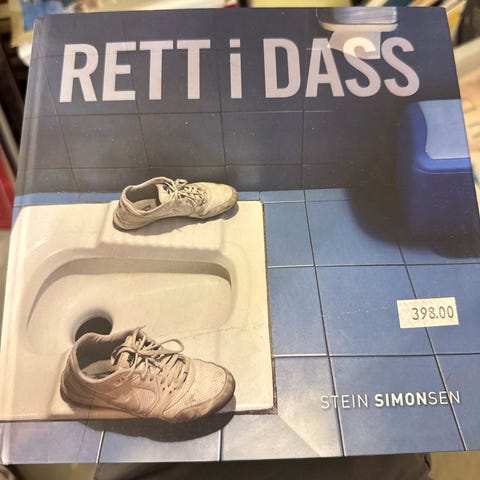 RETT i DASS
398.00
STEIN SIMONSEN